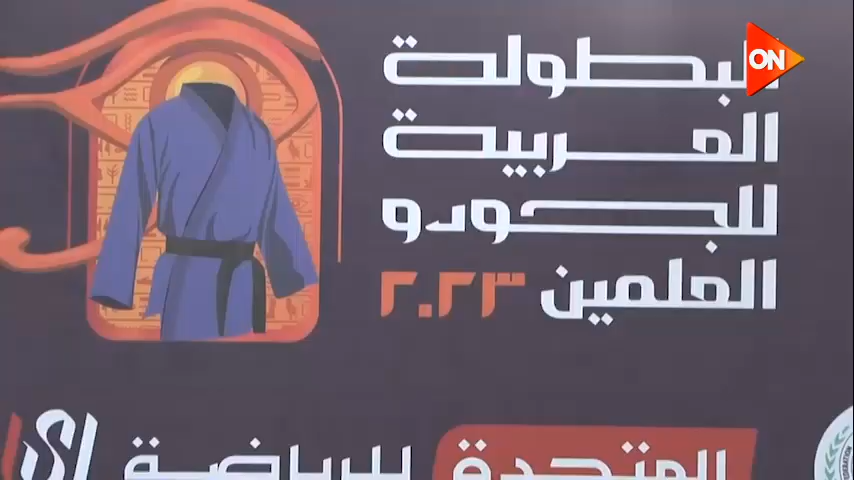 ON
البطولة
العربية
للجودو
العلمين ٢٠٢٣
المتحدة للرياضة